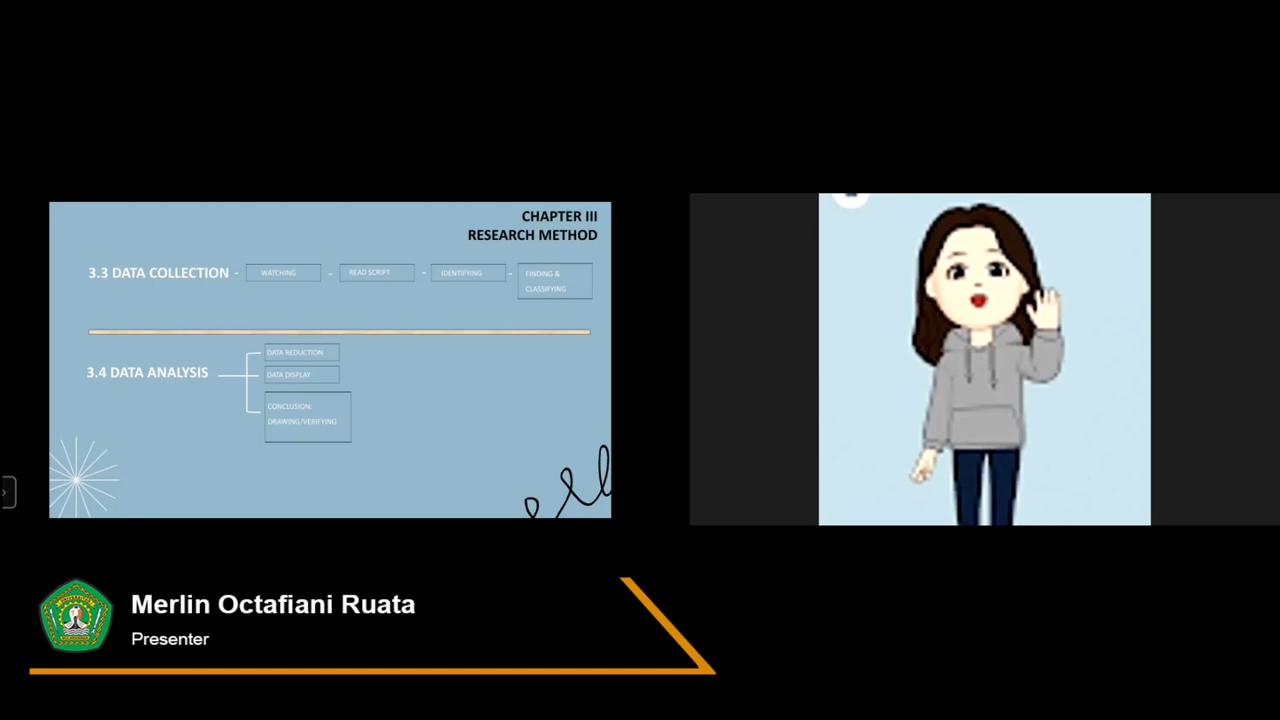 CHAPTER III
RESEARCH METHOD
3.3 DATA COLLECTION - WATCHING - READ SCRIPT - IDENTIFYING - FINDING &
CLASSIFYING
DATA REDUCTION
3.4 DATA ANALYSIS DATA DISPLAY
CONCLUSION:
DRAWING/VERIFYING
Merlin Octafiani Ruata
Presenter